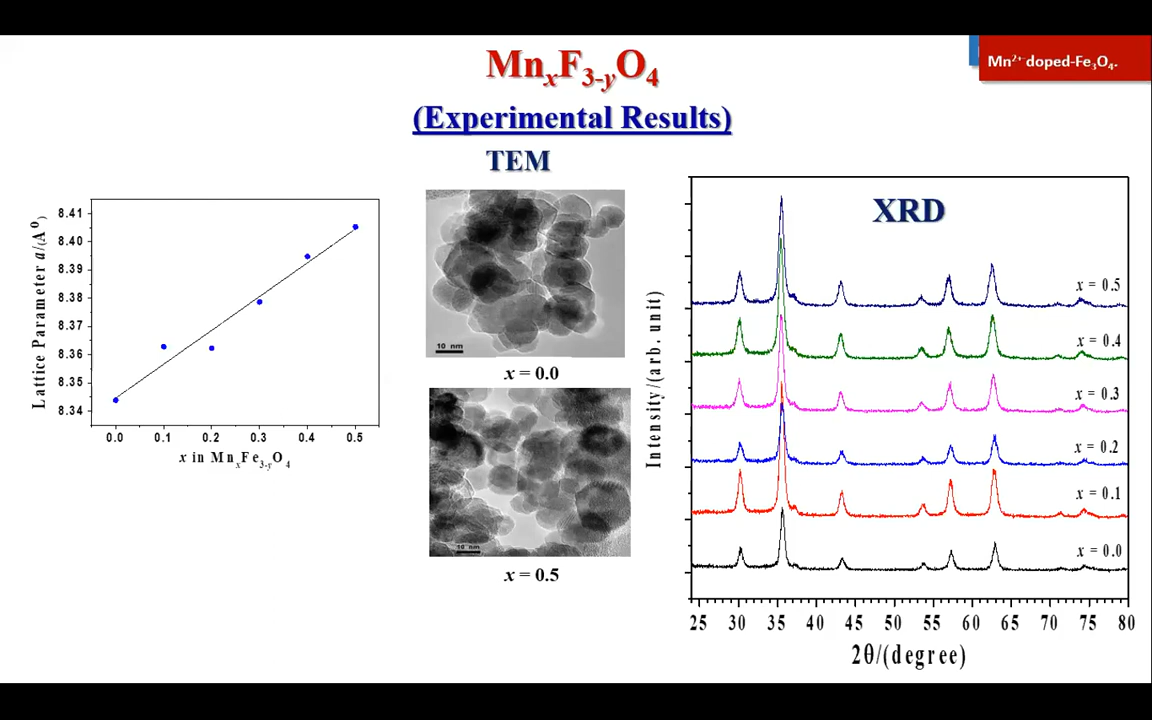 Mn²⁺-doped-Fe₃O₄.
MnₓF₃₋yO₄
(Experimental Results)
TEM
XRD
Lattice Parameter a/(A⁰)
8.41
8.40
8.39
8.38
8.37
8.36
8.35
8.34
0.0 0.1 0.2 0.3 0.4 0.5
x in MnₓFe₃₋yO₄
10 nm
x = 0.0
10 nm
x = 0.5
Intensity/(arb. unit)
x = 0.5
x = 0.4
x = 0.3
x = 0.2
x = 0.1
x = 0.0
25 30 35 40 45 50 55 60 65 70 75 80
2θ/(degree)